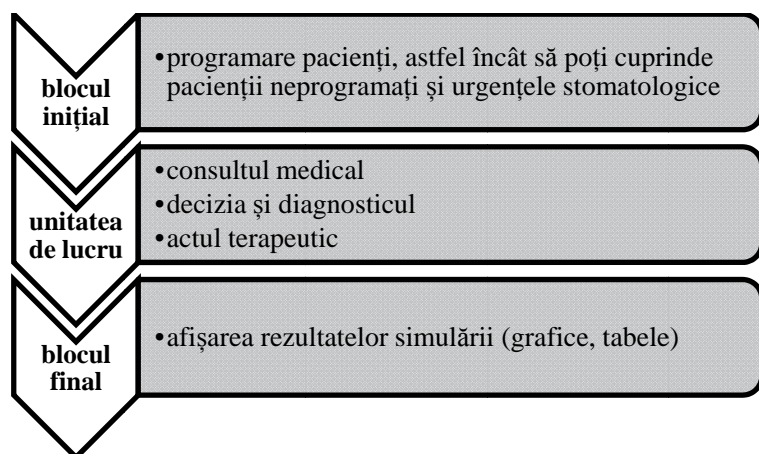 blocul
inițial
•programare pacienți, astfel încât să poți cuprinde
pacienții neprogramați și urgențele stomatologice
unitatea
de lucru
•consultul medical
•decizia și diagnosticul
•actul terapeutic
blocul
final
•afișarea rezultatelor simulării (grafice, tabele)